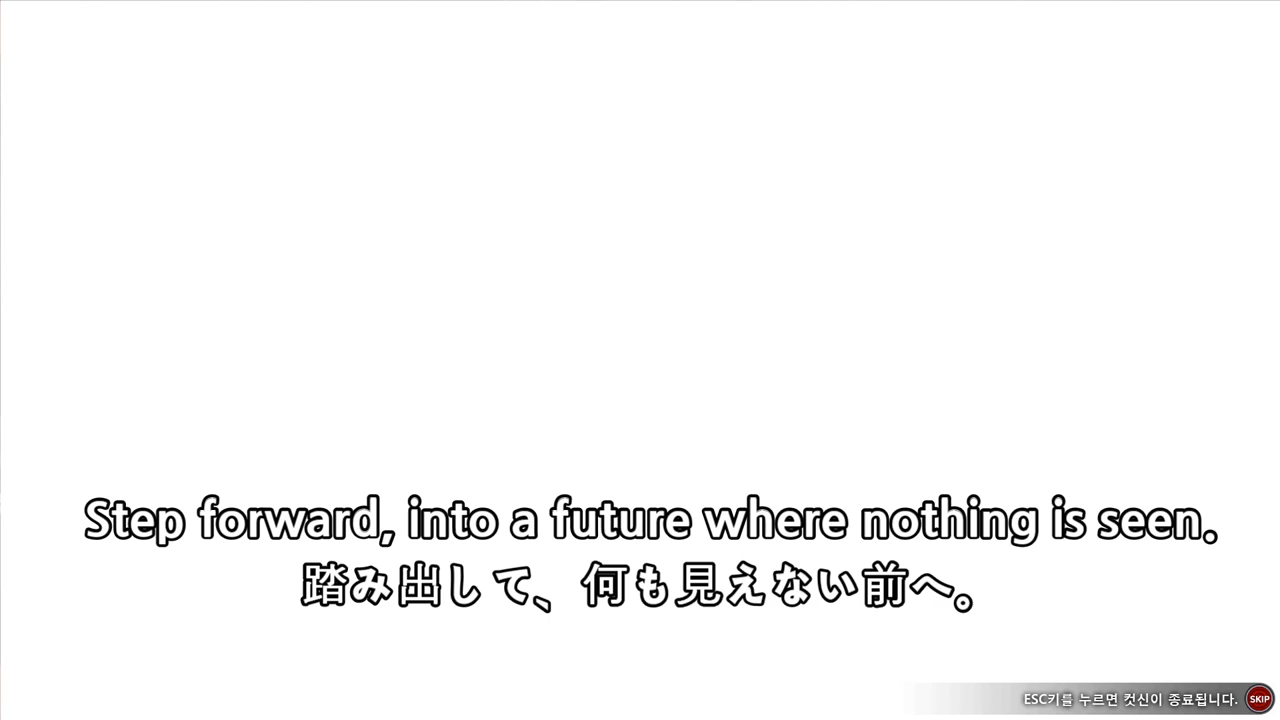 Step forward, into a future where nothing is seen.
踏み出して、何も見えない前へ。
ESC키를 누르면 컷신이 종료됩니다. SKIP